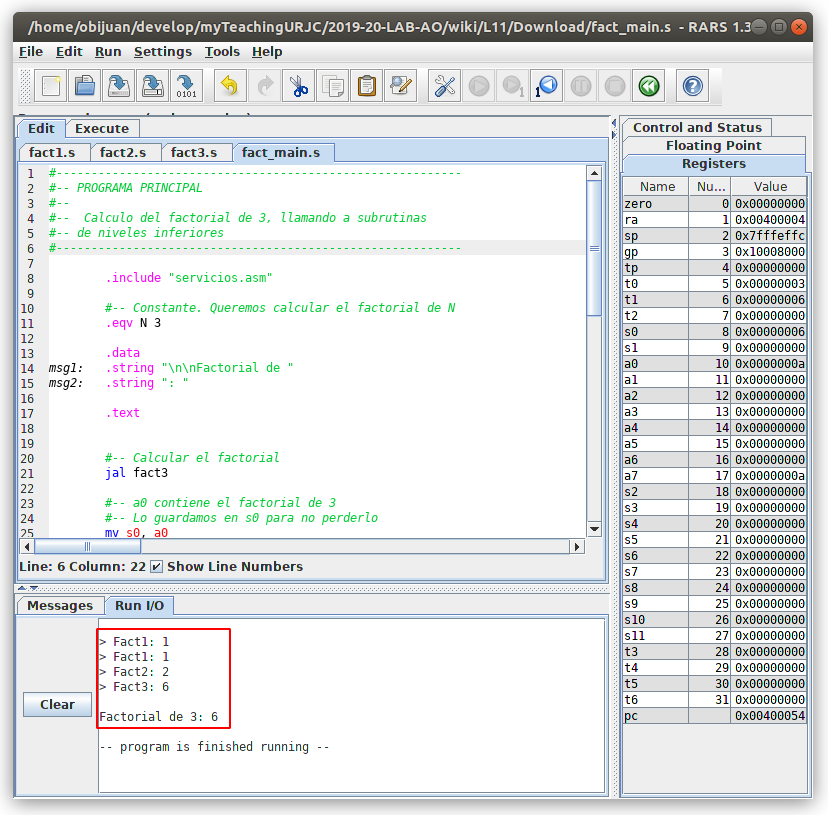 /home/obijuan/develop/myTeachingURJC/2019-20-LAB-AO/wiki/L11/Download/fact_main.s - RARS 1.3
File Edit Run Settings Tools Help
Edit Execute
fact1.s fact2.s fact3.s fact_main.s
1 #---------------------------------------------------------
2 #-- PROGRAMA PRINCIPAL
3 #--
4 #-- Calculo del factorial de 3, llamando a subrutinas
5 #-- de niveles inferiores
6 #---------------------------------------------------------
7
8 .include "servicios.asm"
9
10 #-- Constante. Queremos calcular el factorial de N
11 .eqv N 3
12
13 .data
14 msg1: .string "\n\nFactorial de "
15 msg2: .string ": "
16
17 .text
18
19
20 #-- Calcular el factorial
21 jal fact3
22
23 #-- a0 contiene el factorial de 3
24 #-- Lo guardamos en s0 para no perderlo
25 mv s0, a0
Line: 6 Column: 22 Show Line Numbers
Messages Run I/O
Clear
> Fact1: 1
> Fact1: 1
> Fact2: 2
> Fact3: 6
Factorial de 3: 6
-- program is finished running --
Control and Status
Floating Point
Registers
Name Nu... Value
zero 0 0x00000000
ra 1 0x00400004
sp 2 0x7fffeffc
gp 3 0x10008000
tp 4 0x00000000
t0 5 0x00000003
t1 6 0x00000006
t2 7 0x00000000
s0 8 0x00000006
s1 9 0x00000000
a0 10 0x0000000a
a1 11 0x00000000
a2 12 0x00000000
a3 13 0x00000000
a4 14 0x00000000
a5 15 0x00000000
a6 16 0x00000000
a7 17 0x0000000a
s2 18 0x00000000
s3 19 0x00000000
s4 20 0x00000000
s5 21 0x00000000
s6 22 0x00000000
s7 23 0x00000000
s8 24 0x00000000
s9 25 0x00000000
s10 26 0x00000000
s11 27 0x00000000
t3 28 0x00000000
t4 29 0x00000000
t5 30 0x00000000
t6 31 0x00000000
pc 0x00400054